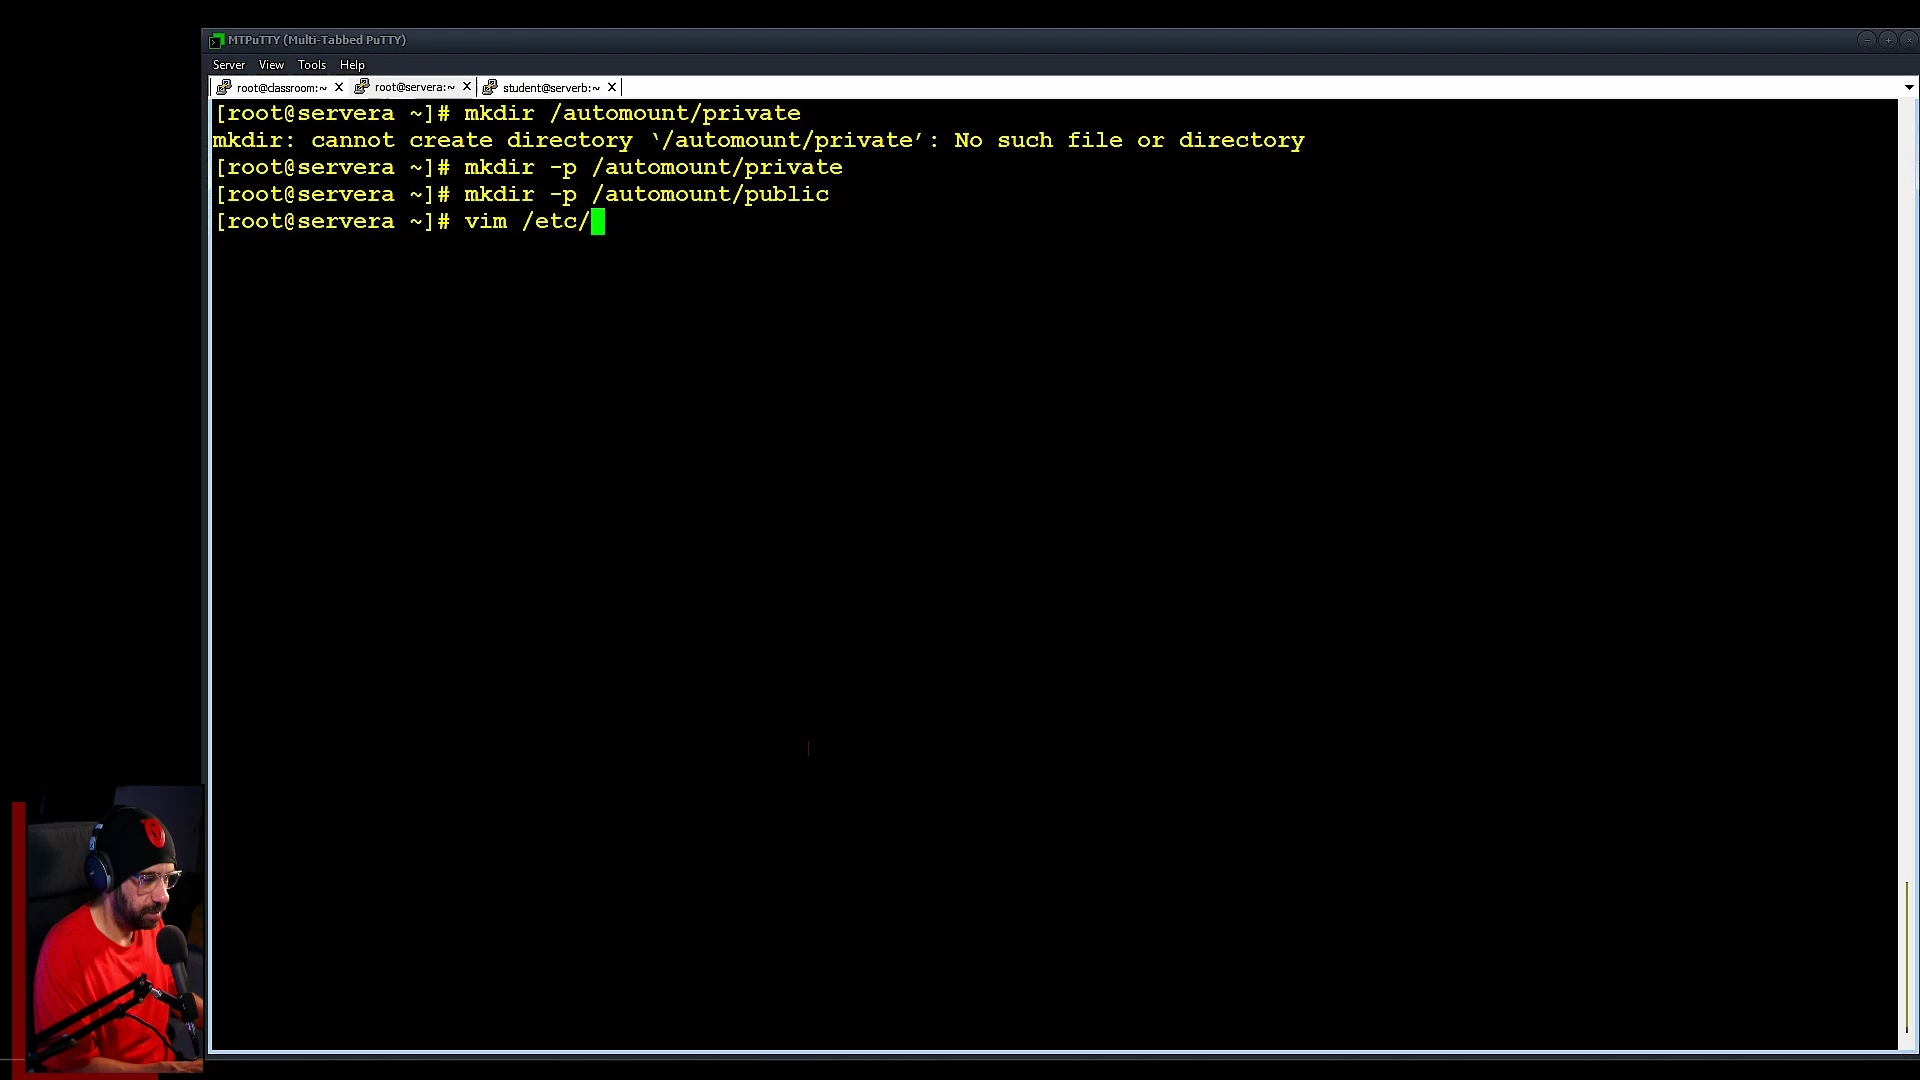 MTPuTTY (Multi-Tabbed PuTTY)
Server View Tools Help
root@classroom:~ root@servera:~ student@serverb:~
[root@servera ~]# mkdir /automount/private
mkdir: cannot create directory ‘/automount/private’: No such file or directory
[root@servera ~]# mkdir -p /automount/private
[root@servera ~]# mkdir -p /automount/public
[root@servera ~]# vim /etc/